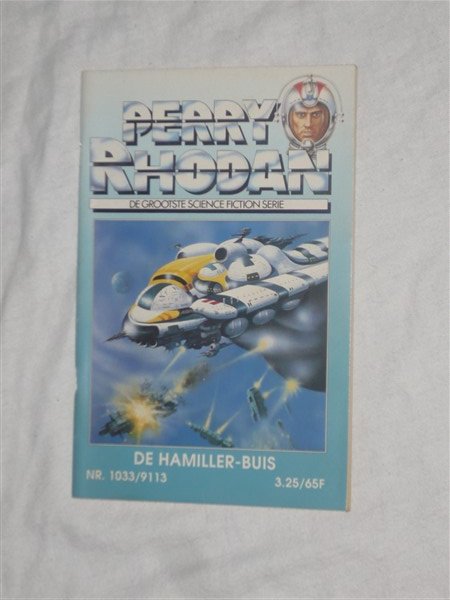 PERRY
RHODAN
DE GROOTSTE SCIENCE FICTION SERIE
DE HAMILLER-BUIS
NR. 1033/9113 3.25/65F